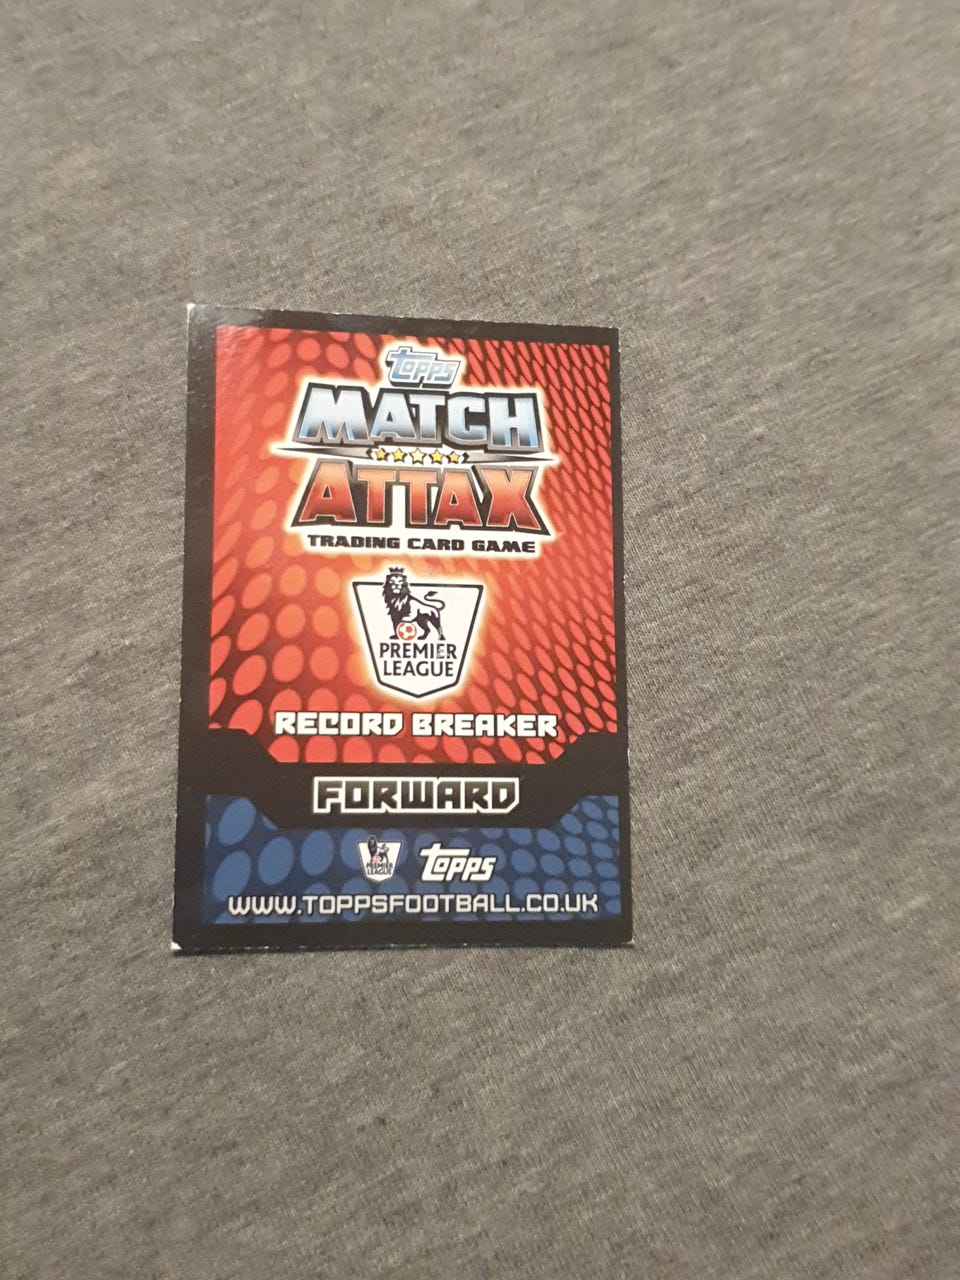 topps
MATCH
ATTAX
TRADING CARD GAME
PREMIER
LEAGUE
RECORD BREAKER
FORWARD
PREMIER
LEAGUE
topps
WWW.TOPPSFOOTBALL.CO.UK